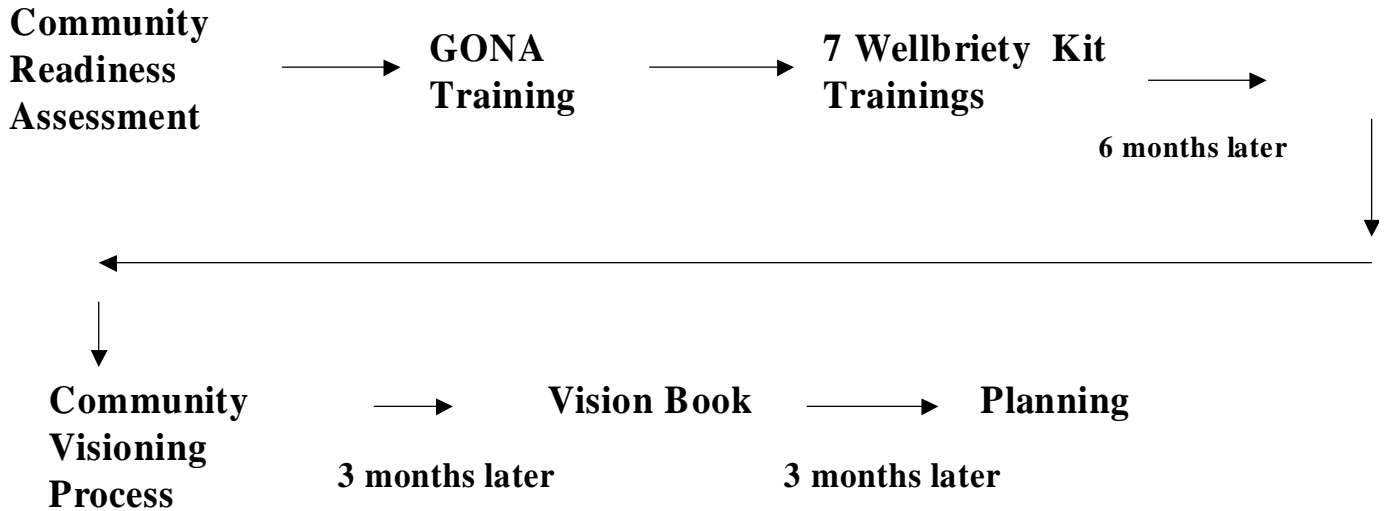 Community
Readiness
Assessment
GONA
Training
7 Wellbriety Kit
Trainings
6 months later
Community
Visioning
Process
3 months later
Vision Book
3 months later
Planning